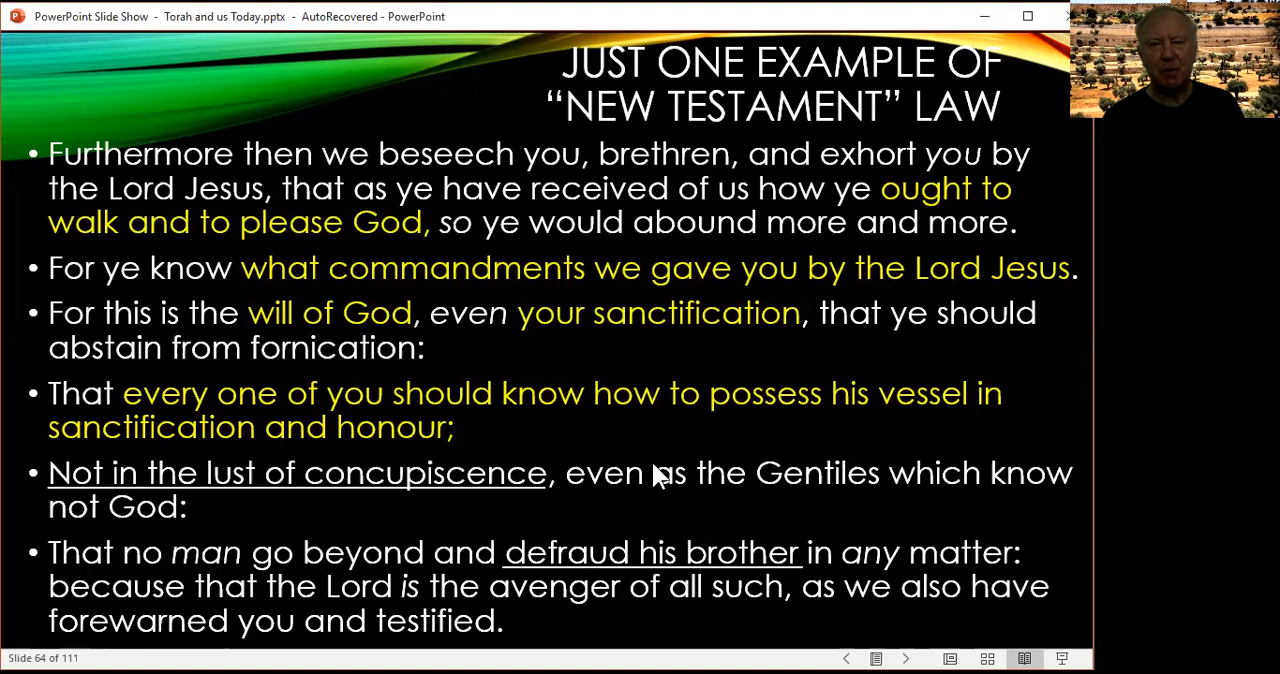 PowerPoint Slide Show - Torah and us Today.pptx - AutoRecovered - PowerPoint
JUST ONE EXAMPLE OF
“NEW TESTAMENT” LAW
• Furthermore then we beseech you, brethren, and exhort you by
the Lord Jesus, that as ye have received of us how ye ought to
walk and to please God, so ye would abound more and more.
• For ye know what commandments we gave you by the Lord Jesus.
• For this is the will of God, even your sanctification, that ye should
abstain from fornication:
• That every one of you should know how to possess his vessel in
sanctification and honour;
• Not in the lust of concupiscence, even as the Gentiles which know
not God:
• That no man go beyond and defraud his brother in any matter:
because that the Lord is the avenger of all such, as we also have
forewarned you and testified.
Slide 64 of 111